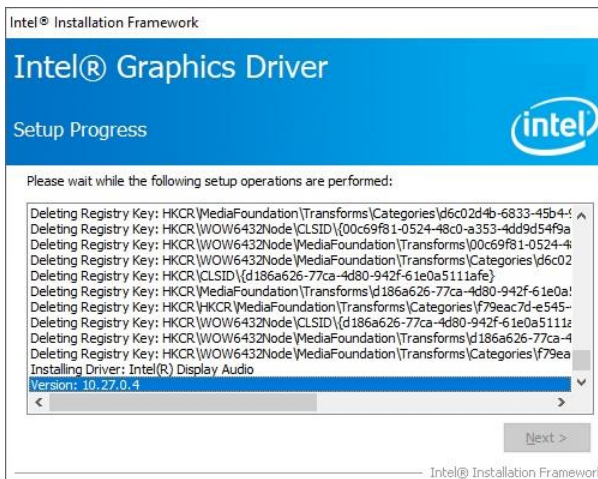 Intel® Installation Framework
Intel® Graphics Driver
Setup Progress
intel
Please wait while the following setup operations are performed:
Deleting Registry Key: HKCR\MediaFoundation\Transforms\Categories\d6c02d4b-6833-45b4-9
Deleting Registry Key: HKCR\WOW6432Node\CLSID\{00c69f81-0524-48c0-a353-4dd9d54f9a
Deleting Registry Key: HKCR\WOW6432Node\MediaFoundation\Transforms\00c69f81-0524-48
Deleting Registry Key: HKCR\WOW6432Node\MediaFoundation\Transforms\Categories\d6c02
Deleting Registry Key: HKCR\CLSID\{d186a626-77ca-4d80-942f-61e0a5111afe}
Deleting Registry Key: HKCR\MediaFoundation\Transforms\d186a626-77ca-4d80-942f-61e0a5
Deleting Registry Key: HKCR\HKCR\MediaFoundation\Transforms\Categories\f79eac7d-e545-
Deleting Registry Key: HKCR\WOW6432Node\CLSID\{d186a626-77ca-4d80-942f-61e0a5111a
Deleting Registry Key: HKCR\WOW6432Node\MediaFoundation\Transforms\d186a626-77ca-4
Deleting Registry Key: HKCR\WOW6432Node\MediaFoundation\Transforms\Categories\f79ea
Installing Driver: Intel(R) Display Audio
Version: 10.27.0.4
Next >
Intel® Installation Framework